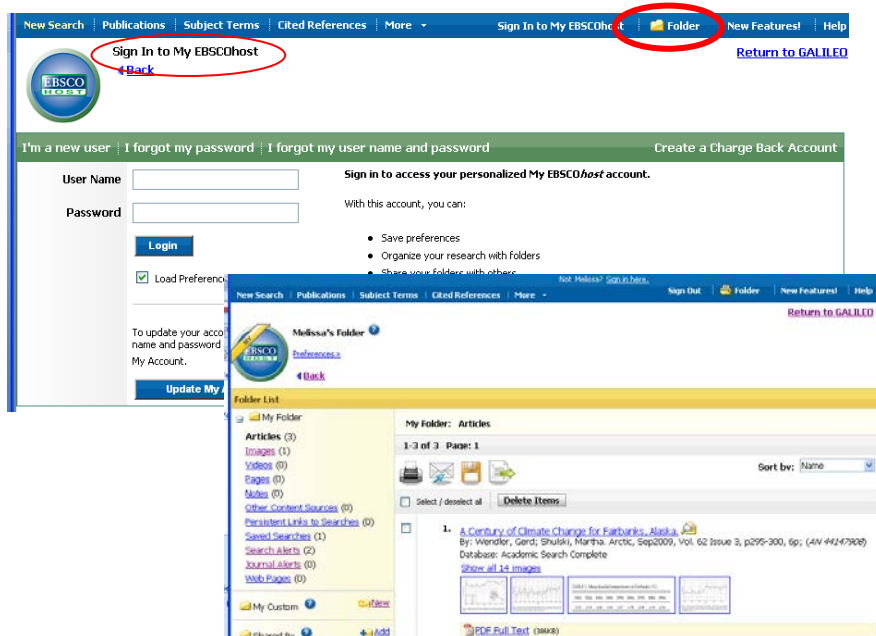 New Search Publications Subject Terms Cited References More Sign In to My EBSCOhost Folder New Features! Help
Sign In to My EBSCOhost
Return to GALILEO
Back
EBSCO
HOST
I'm a new user I forgot my password I forgot my user name and password Create a Charge Back Account
User Name
Sign in to access your personalized My EBSCOhost account.
Password
With this account, you can:
Login
• Save preferences
• Organize your research with folders
Load Preferenc
• Share your folders with others
To update your acco
name and password
My Account.
Update My
Not Melissa? Sign in here.
New Search Publications Subject Terms Cited References More Sign Out Folder New Features! Help
Return to GALILEO
MY
EBSCO
HOST
Melissa's Folder
Preferences »
Back
Folder List
My Folder
Articles (3)
Images (1)
Videos (0)
Pages (0)
Notes (0)
Other Content Sources (0)
Persistent Links to Searches (0)
Saved Searches (1)
Search Alerts (2)
Journal Alerts (0)
Web Pages (0)
My Custom New
Shared By Add
My Folder: Articles
1-3 of 3 Page: 1
Sort by: Name
Select / deselect all Delete Items
1. A Century of Climate Change for Fairbanks, Alaska.
By: Wendler, Gerd; Shulski, Martha. Arctic, Sep2009, Vol. 62 Issue 3, p295-300, 6p; (AN 44147908)
Database: Academic Search Complete
Show all 14 images
PDF Full Text